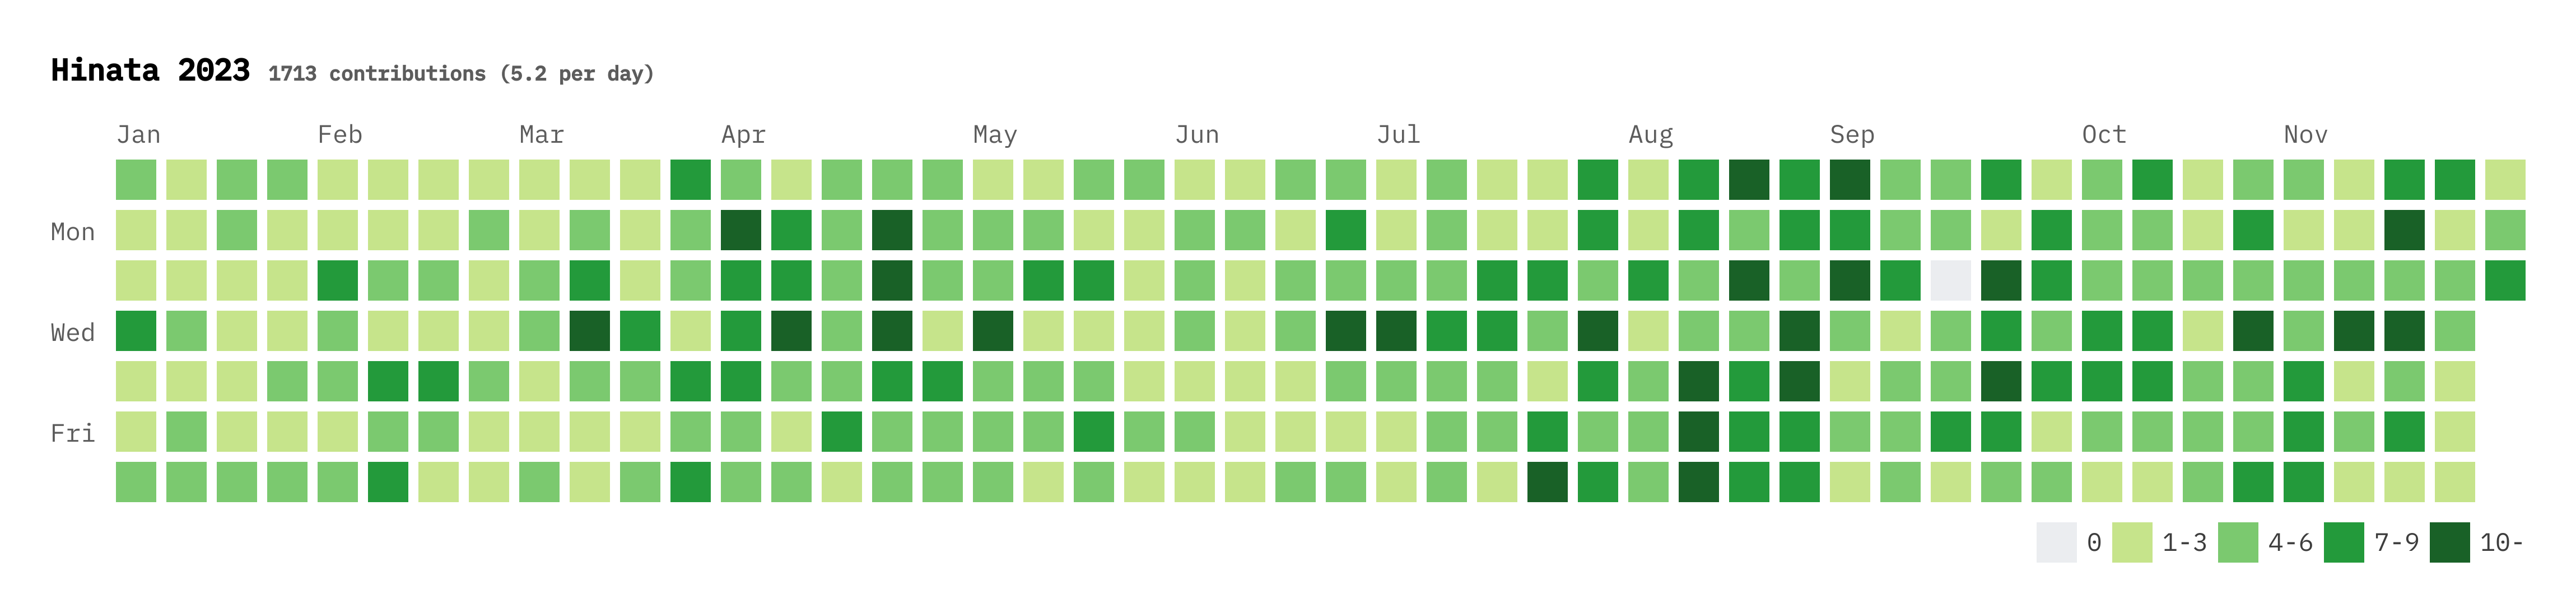 Hinata 2023 1713 contributions (5.2 per day)
Jan Feb Mar Apr May Jun Jul Aug Sep Oct Nov
Mon
Wed
Fri
0 1-3 4-6 7-9 10-